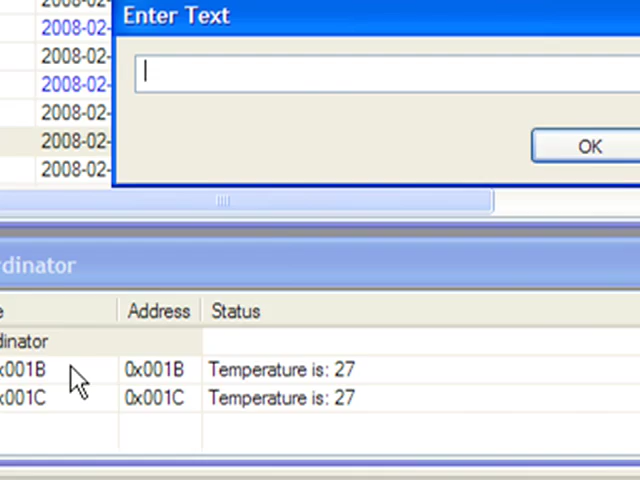 2008-02-
Enter Text
2008-02-
2008-02-
2008-02-
2008-02-
2008-02-
OK
2008-02-
rdinator
e Address Status
dinator
x001B 0x001B Temperature is: 27
x001C 0x001C Temperature is: 27